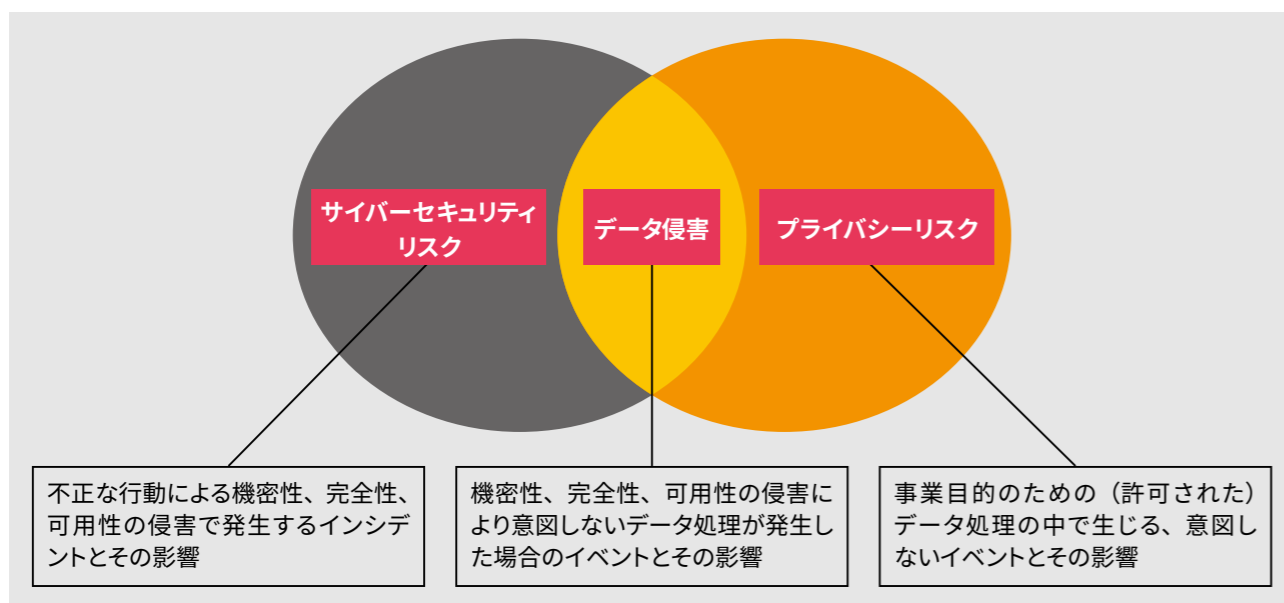 サイバーセキュリティ
リスク
データ侵害
プライバシーリスク
不正な行動による機密性、完全性、
可用性の侵害で発生するインシデ
ントとその影響
機密性、完全性、可用性の侵害に
より意図しないデータ処理が発生し
た場合のイベントとその影響
事業目的のための（許可された）
データ処理の中で生じる、意図し
ないイベントとその影響